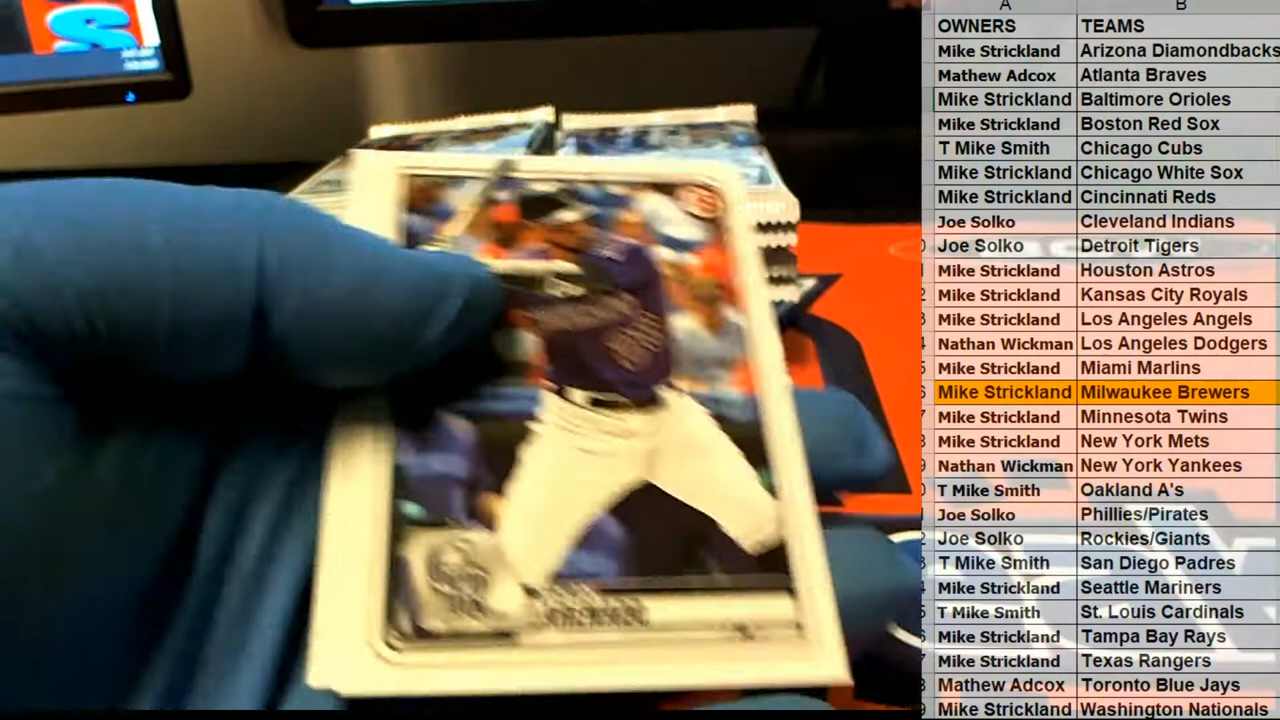 A B
OWNERS TEAMS
Mike Strickland Arizona Diamondbacks
Mathew Adcox Atlanta Braves
Mike Strickland Baltimore Orioles
Mike Strickland Boston Red Sox
T Mike Smith Chicago Cubs
Mike Strickland Chicago White Sox
Mike Strickland Cincinnati Reds
Joe Solko Cleveland Indians
Joe Solko Detroit Tigers
Mike Strickland Houston Astros
Mike Strickland Kansas City Royals
Mike Strickland Los Angeles Angels
Nathan Wickman Los Angeles Dodgers
Mike Strickland Miami Marlins
Mike Strickland Milwaukee Brewers
Mike Strickland Minnesota Twins
Mike Strickland New York Mets
Nathan Wickman New York Yankees
T Mike Smith Oakland A's
Joe Solko Phillies/Pirates
Joe Solko Rockies/Giants
T Mike Smith San Diego Padres
Mike Strickland Seattle Mariners
T Mike Smith St. Louis Cardinals
Mike Strickland Tampa Bay Rays
Mike Strickland Texas Rangers
Mathew Adcox Toronto Blue Jays
Mike Strickland Washington Nationals